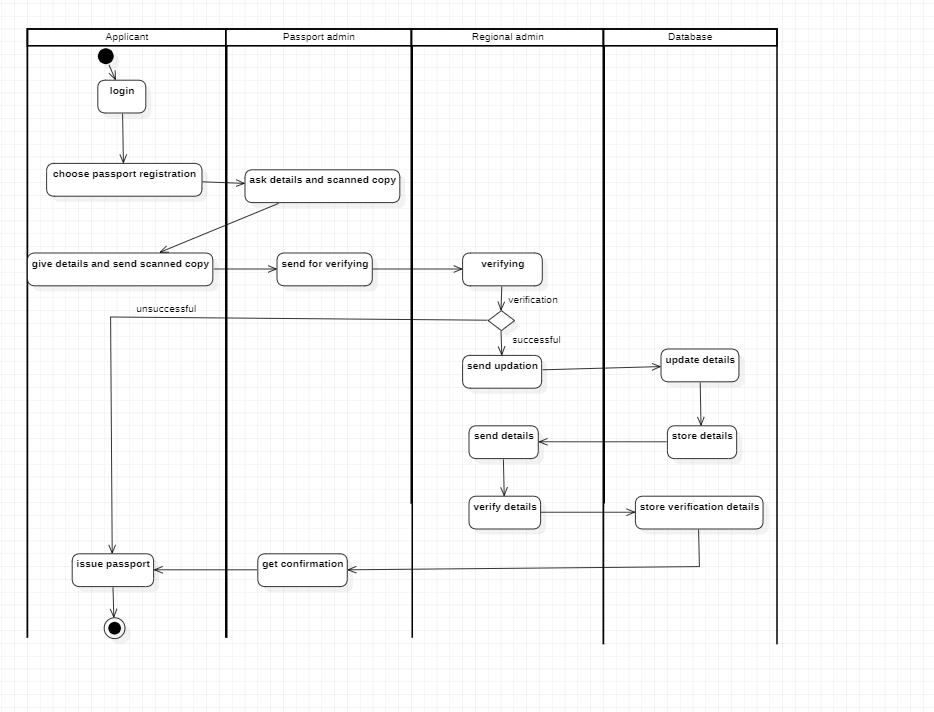 Applicant
Passport admin
Regional admin
Database
login
choose passport registration
ask details and scanned copy
give details and send scanned copy
send for verifying
verifying
verification
unsuccessful
successful
send updation
update details
send details
store details
verify details
store verification details
issue passport
get confirmation